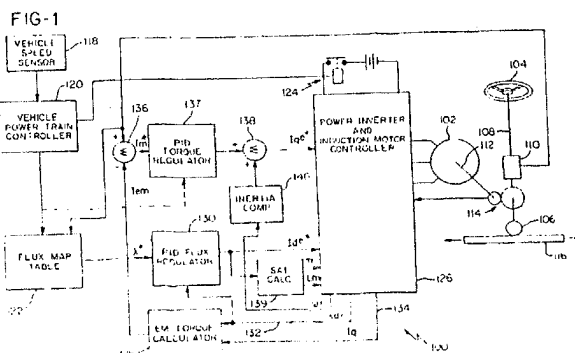 FIG-1
VEHICLE
SPEED
SENSOR
118
120
VEHICLE
POWER TRAIN
CONTROLLER
136
137
PID
TORQUE
REGULATOR
138
124
POWER INVERTER
AND
INDUCTION MOTOR
CONTROLLER
102
104
108
110
112
114
106
116
126
Tem
INERTIA
COMP
146
FLUX MAP
TABLE
λ*
130
PID FLUX
REGULATOR
SAT
CALC
139
EM TORQUE
CALCULATOR
132
134
Iq
100